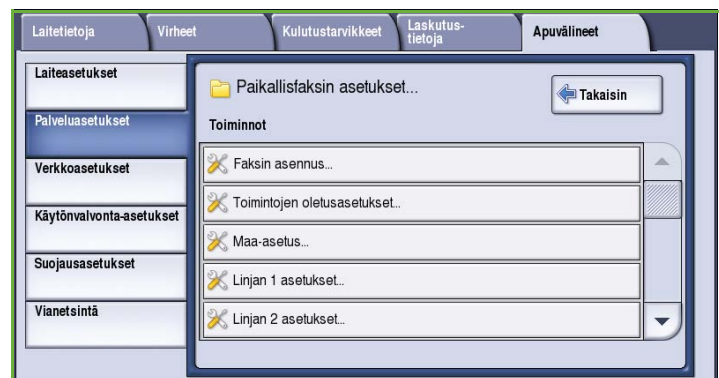 Laitetietoja
Virheet
Kulutustarvikkeet
Laskutus-
tietoja
Apuvälineet
Laiteasetukset
Palveluasetukset
Verkkoasetukset
Käytönvalvonta-asetukset
Suojausasetukset
Vianetsintä
Paikallisfaksin asetukset...
Takaisin
Toiminnot
Faksin asennus...
Toimintojen oletusasetukset...
Maa-asetus...
Linjan 1 asetukset...
Linjan 2 asetukset...